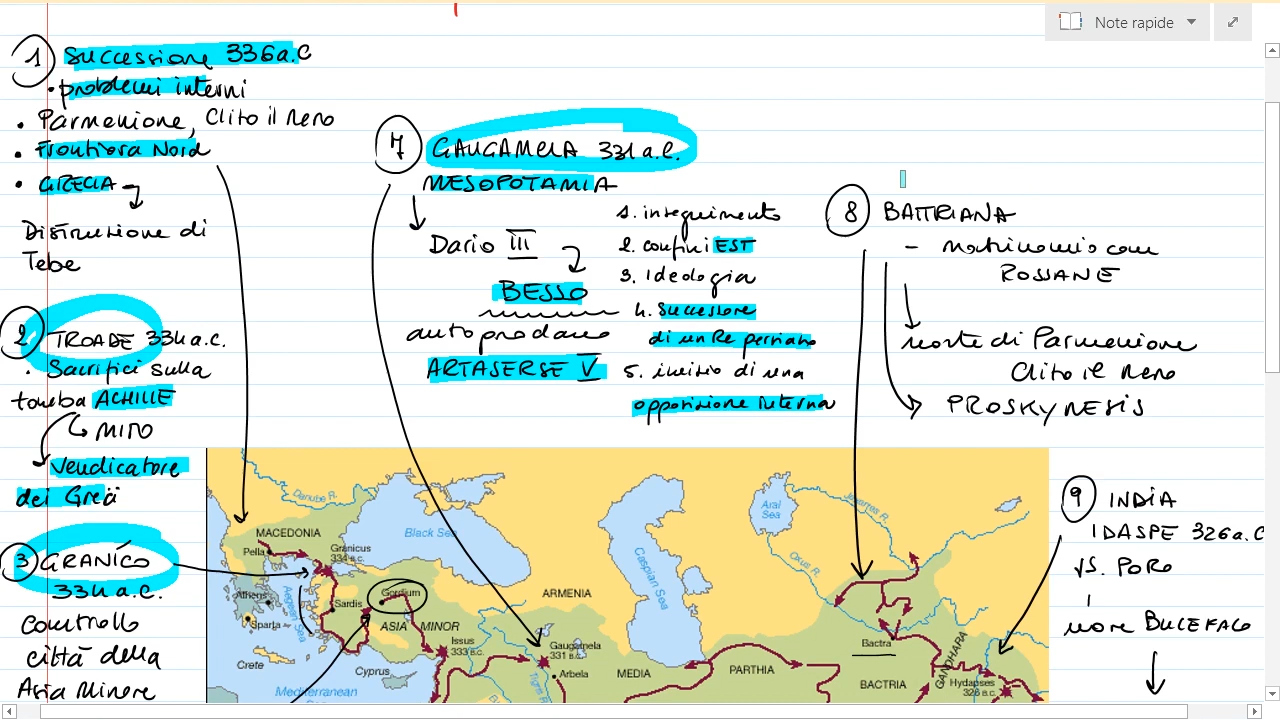 Note rapide
1 Successione 336 a.C
• problemi interni
• Parmenione, Clito il Nero
• Frontiera Nord
• GRECIA
Distruzione di
Tebe
2 TROADE 334 a.C.
• Sacrifici sulla
tomba ACHILLE
MITO
Vendicatore
dei Greci
3 GRANÍCO
334 a.C.
controllo
città della
Asia Minore
7 GAUGAMELA 331 a.C.
MESOPOTAMIA
Dario III
BESSO
autoproclama
ARTASERSE V
1. inseguimento
2. confini EST
3. Ideologia
4. Successore
di un Re persiano
5. inizio di una
opposizione interna
8 BATTRIANA
- matrimonio con
ROSSANE
morte di Parmenione
Clito il Nero
PROSKYNESIS
9 INDIA
IDASPE 326 a.C
VS. PORO
muore BUCEFALO
Danube R.
MACEDONIA
Pella
Granicus
334 B.C.
Black Sea
Athens
Sparta
Aegean Sea
Sardis
Gordium
ASIA MINOR
Crete
Cyprus
Issus
333 B.C.
Mediterranean
ARMENIA
Caspian Sea
Gaugamela
331 B.C.
Arbela
Tigris R.
MEDIA
PARTHIA
Aral
Sea
Jaxartes R.
Oxus R.
Bactra
BACTRIA
GANDHARA
Hydaspes
326 B.C.